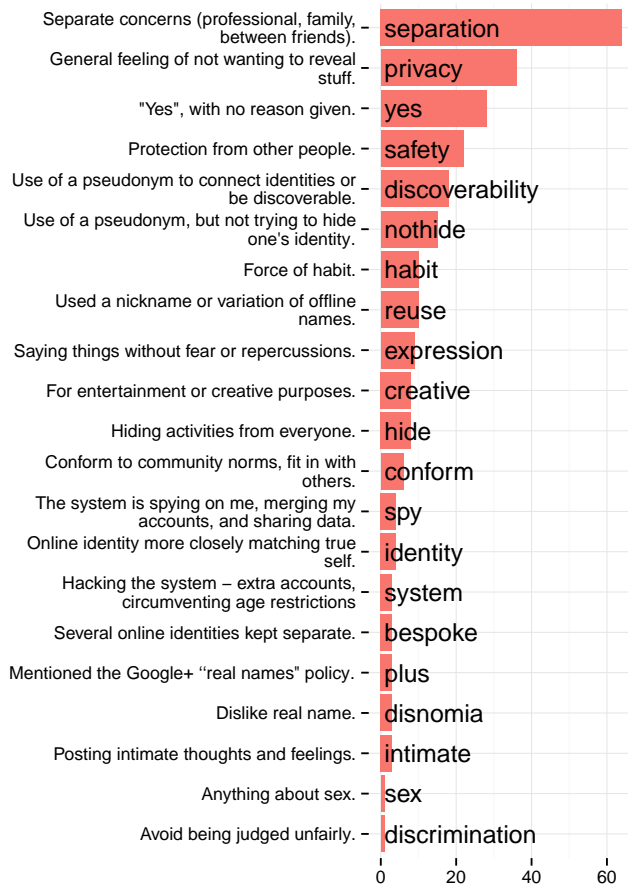 Separate concerns (professional, family,
between friends).
separation
General feeling of not wanting to reveal
stuff.
privacy
"Yes", with no reason given.
yes
Protection from other people.
safety
Use of a pseudonym to connect identities or
be discoverable.
discoverability
Use of a pseudonym, but not trying to hide
one's identity.
nothide
Force of habit.
habit
Used a nickname or variation of offline
names.
reuse
Saying things without fear or repercussions.
expression
For entertainment or creative purposes.
creative
Hiding activities from everyone.
hide
Conform to community norms, fit in with
others.
conform
The system is spying on me, merging my
accounts, and sharing data.
spy
Online identity more closely matching true
self.
identity
Hacking the system − extra accounts,
circumventing age restrictions
system
Several online identities kept separate.
bespoke
Mentioned the Google+ ‘‘real names" policy.
plus
Dislike real name.
disnomia
Posting intimate thoughts and feelings.
intimate
Anything about sex.
sex
Avoid being judged unfairly.
discrimination
0 20 40 60